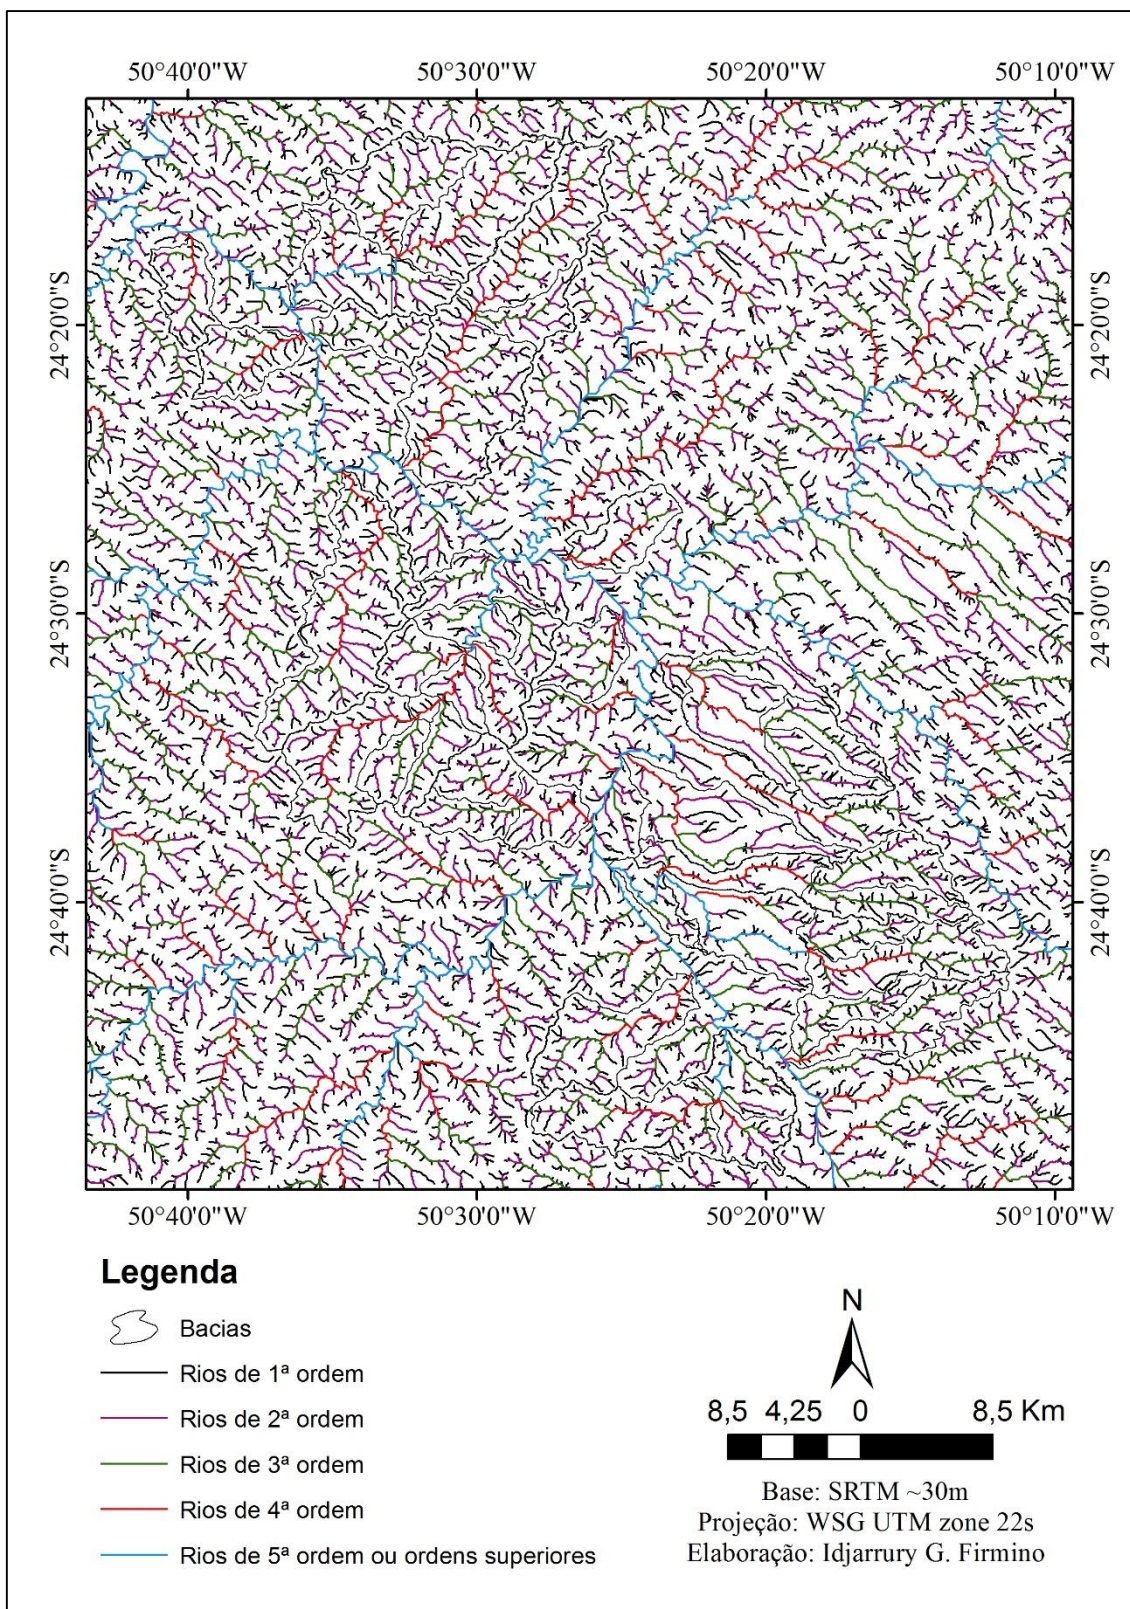 50°40'0"W 50°30'0"W 50°20'0"W 50°10'0"W
24°20'0"S 24°20'0"S
24°30'0"S 24°30'0"S
24°40'0"S 24°40'0"S
50°40'0"W 50°30'0"W 50°20'0"W 50°10'0"W
Legenda
Bacias
Rios de 1ª ordem
Rios de 2ª ordem
Rios de 3ª ordem
Rios de 4ª ordem
Rios de 5ª ordem ou ordens superiores
N
8,5 4,25 0 8,5 Km
Base: SRTM ~30m
Projeção: WSG UTM zone 22s
Elaboração: Idjarrury G. Firmino